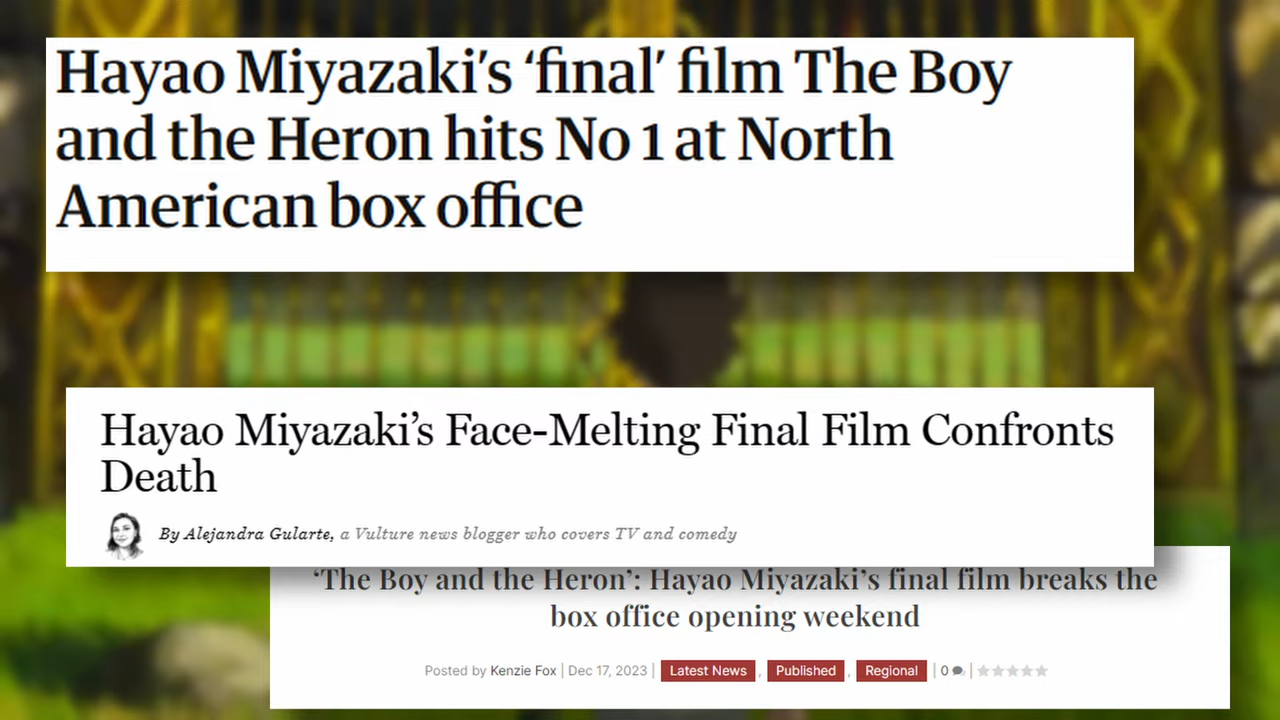 Hayao Miyazaki’s ‘final’ film The Boy
and the Heron hits No 1 at North
American box office
Hayao Miyazaki’s Face-Melting Final Film Confronts
Death
By Alejandra Gularte, a Vulture news blogger who covers TV and comedy
‘The Boy and the Heron’: Hayao Miyazaki’s final film breaks the
box office opening weekend
Posted by Kenzie Fox | Dec 17, 2023 | Latest News , Published , Regional | 0 |